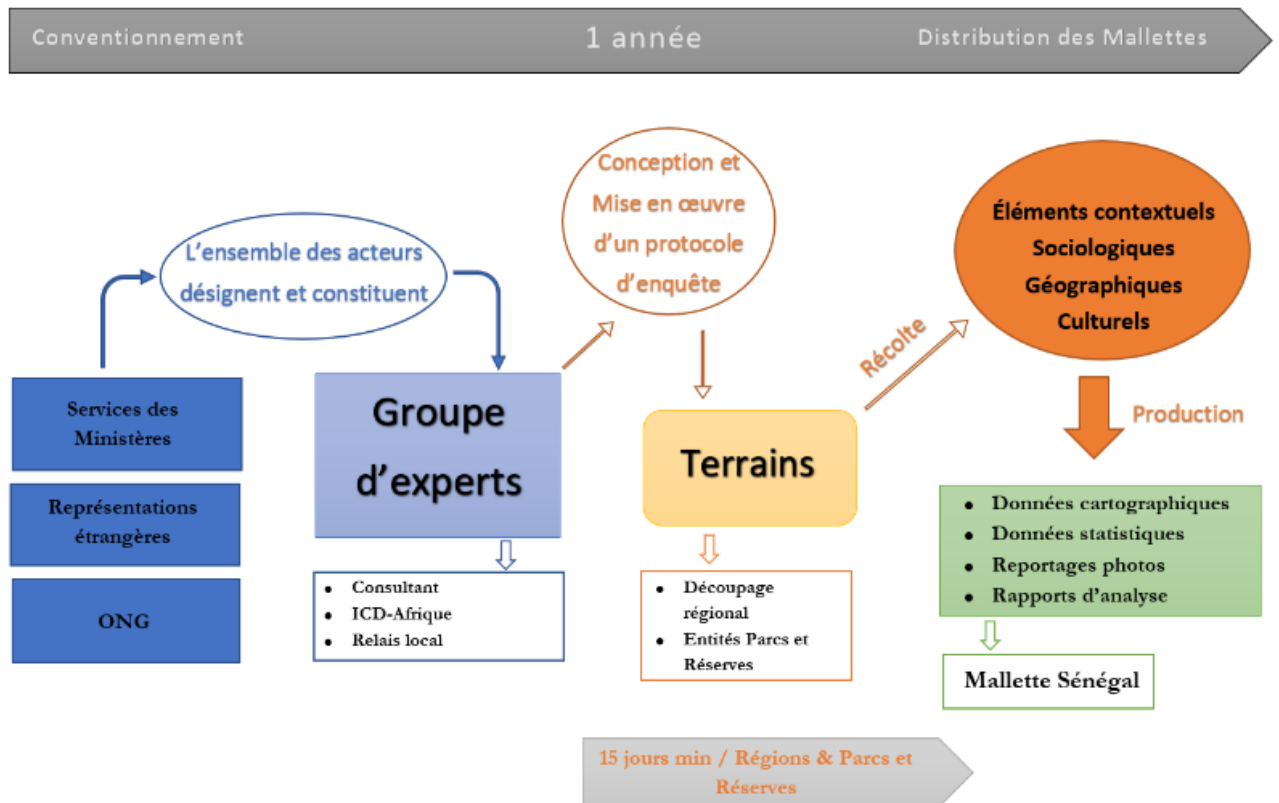 Conventionnement
1 année
Distribution des Mallettes
L'ensemble des acteurs
désignent et constituent
Services des
Ministères
Représentations
étrangères
ONG
Groupe
d'experts
• Consultant
• ICD-Afrique
• Relais local
Conception et
Mise en œuvre
d'un protocole
d'enquête
Terrains
• Découpage
régional
• Entités Parcs et
Réserves
Récolte
Éléments contextuels
Sociologiques
Géographiques
Culturels
Production
• Données cartographiques
• Données statistiques
• Reportages photos
• Rapports d'analyse
Mallette Sénégal
15 jours min / Régions & Parcs et
Réserves